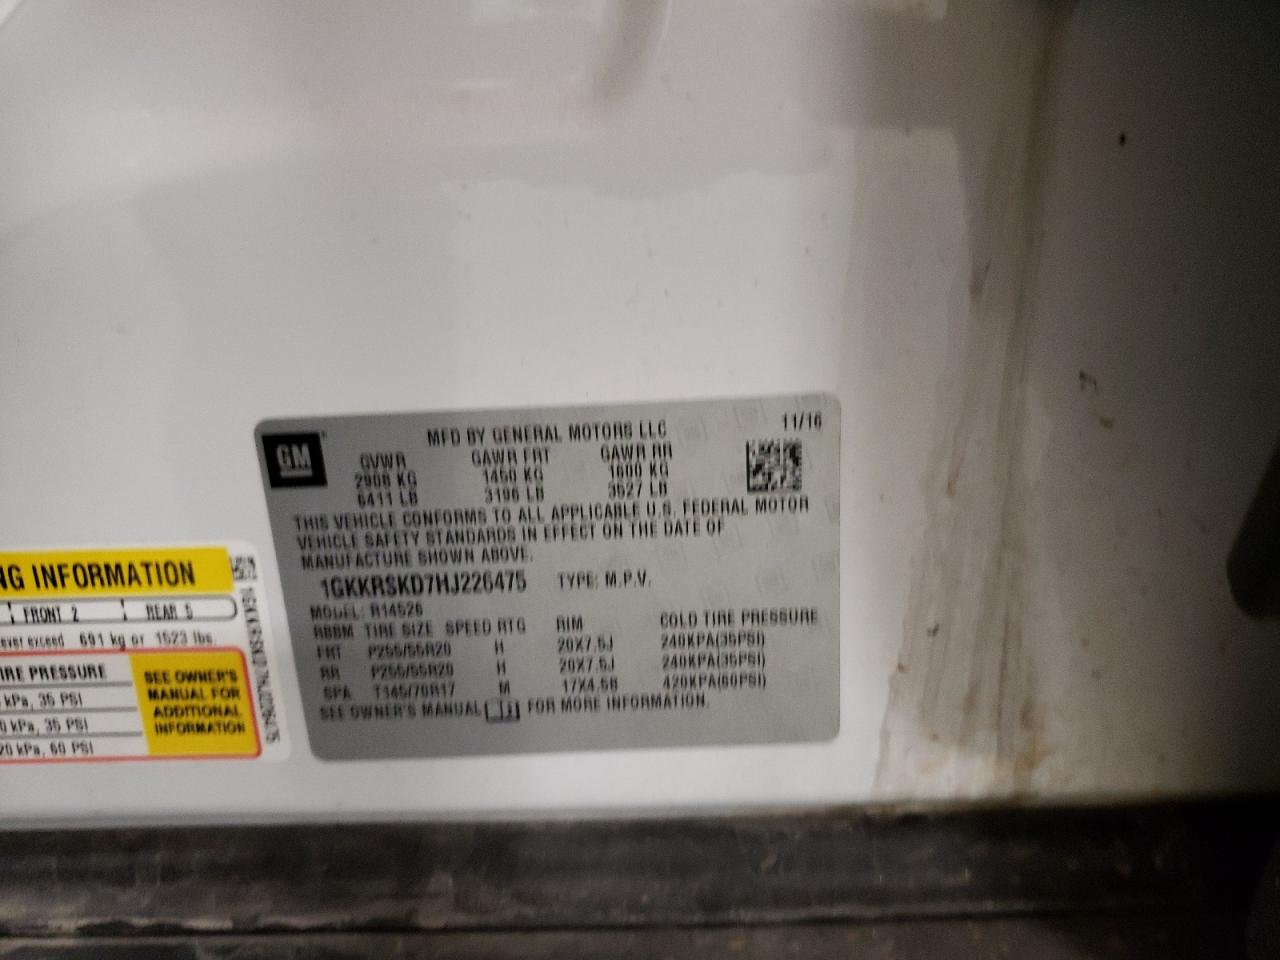 GM
MFD BY GENERAL MOTORS LLC 11/16
GVWR GAWR FRT GAWR RR
2908 KG 1450 KG 1600 KG
6411 LB 3196 LB 3527 LB
THIS VEHICLE CONFORMS TO ALL APPLICABLE U.S. FEDERAL MOTOR
VEHICLE SAFETY STANDARDS IN EFFECT ON THE DATE OF
MANUFACTURE SHOWN ABOVE.
1GKKRSKD7HJ226475 TYPE: M.P.V.
MODEL: R14526
RBBM TIRE SIZE SPEED RTG RIM COLD TIRE PRESSURE
FRT P255/55R20 H 20X7.5J 240KPA(35PSI)
RR P255/55R20 H 20X7.5J 240KPA(35PSI)
SPA T145/70R17 M 17X4.5B 420KPA(60PSI)
SEE OWNER'S MANUAL FOR MORE INFORMATION.
NG INFORMATION
FRONT 2 REAR 5
ever exceed 691 kg or 1523 lbs.
IRE PRESSURE
kPa, 35 PSI
0 kPa, 35 PSI
20 kPa, 60 PSI
SEE OWNER'S
MANUAL FOR
ADDITIONAL
INFORMATION
1GKKRSKD7HJ226475